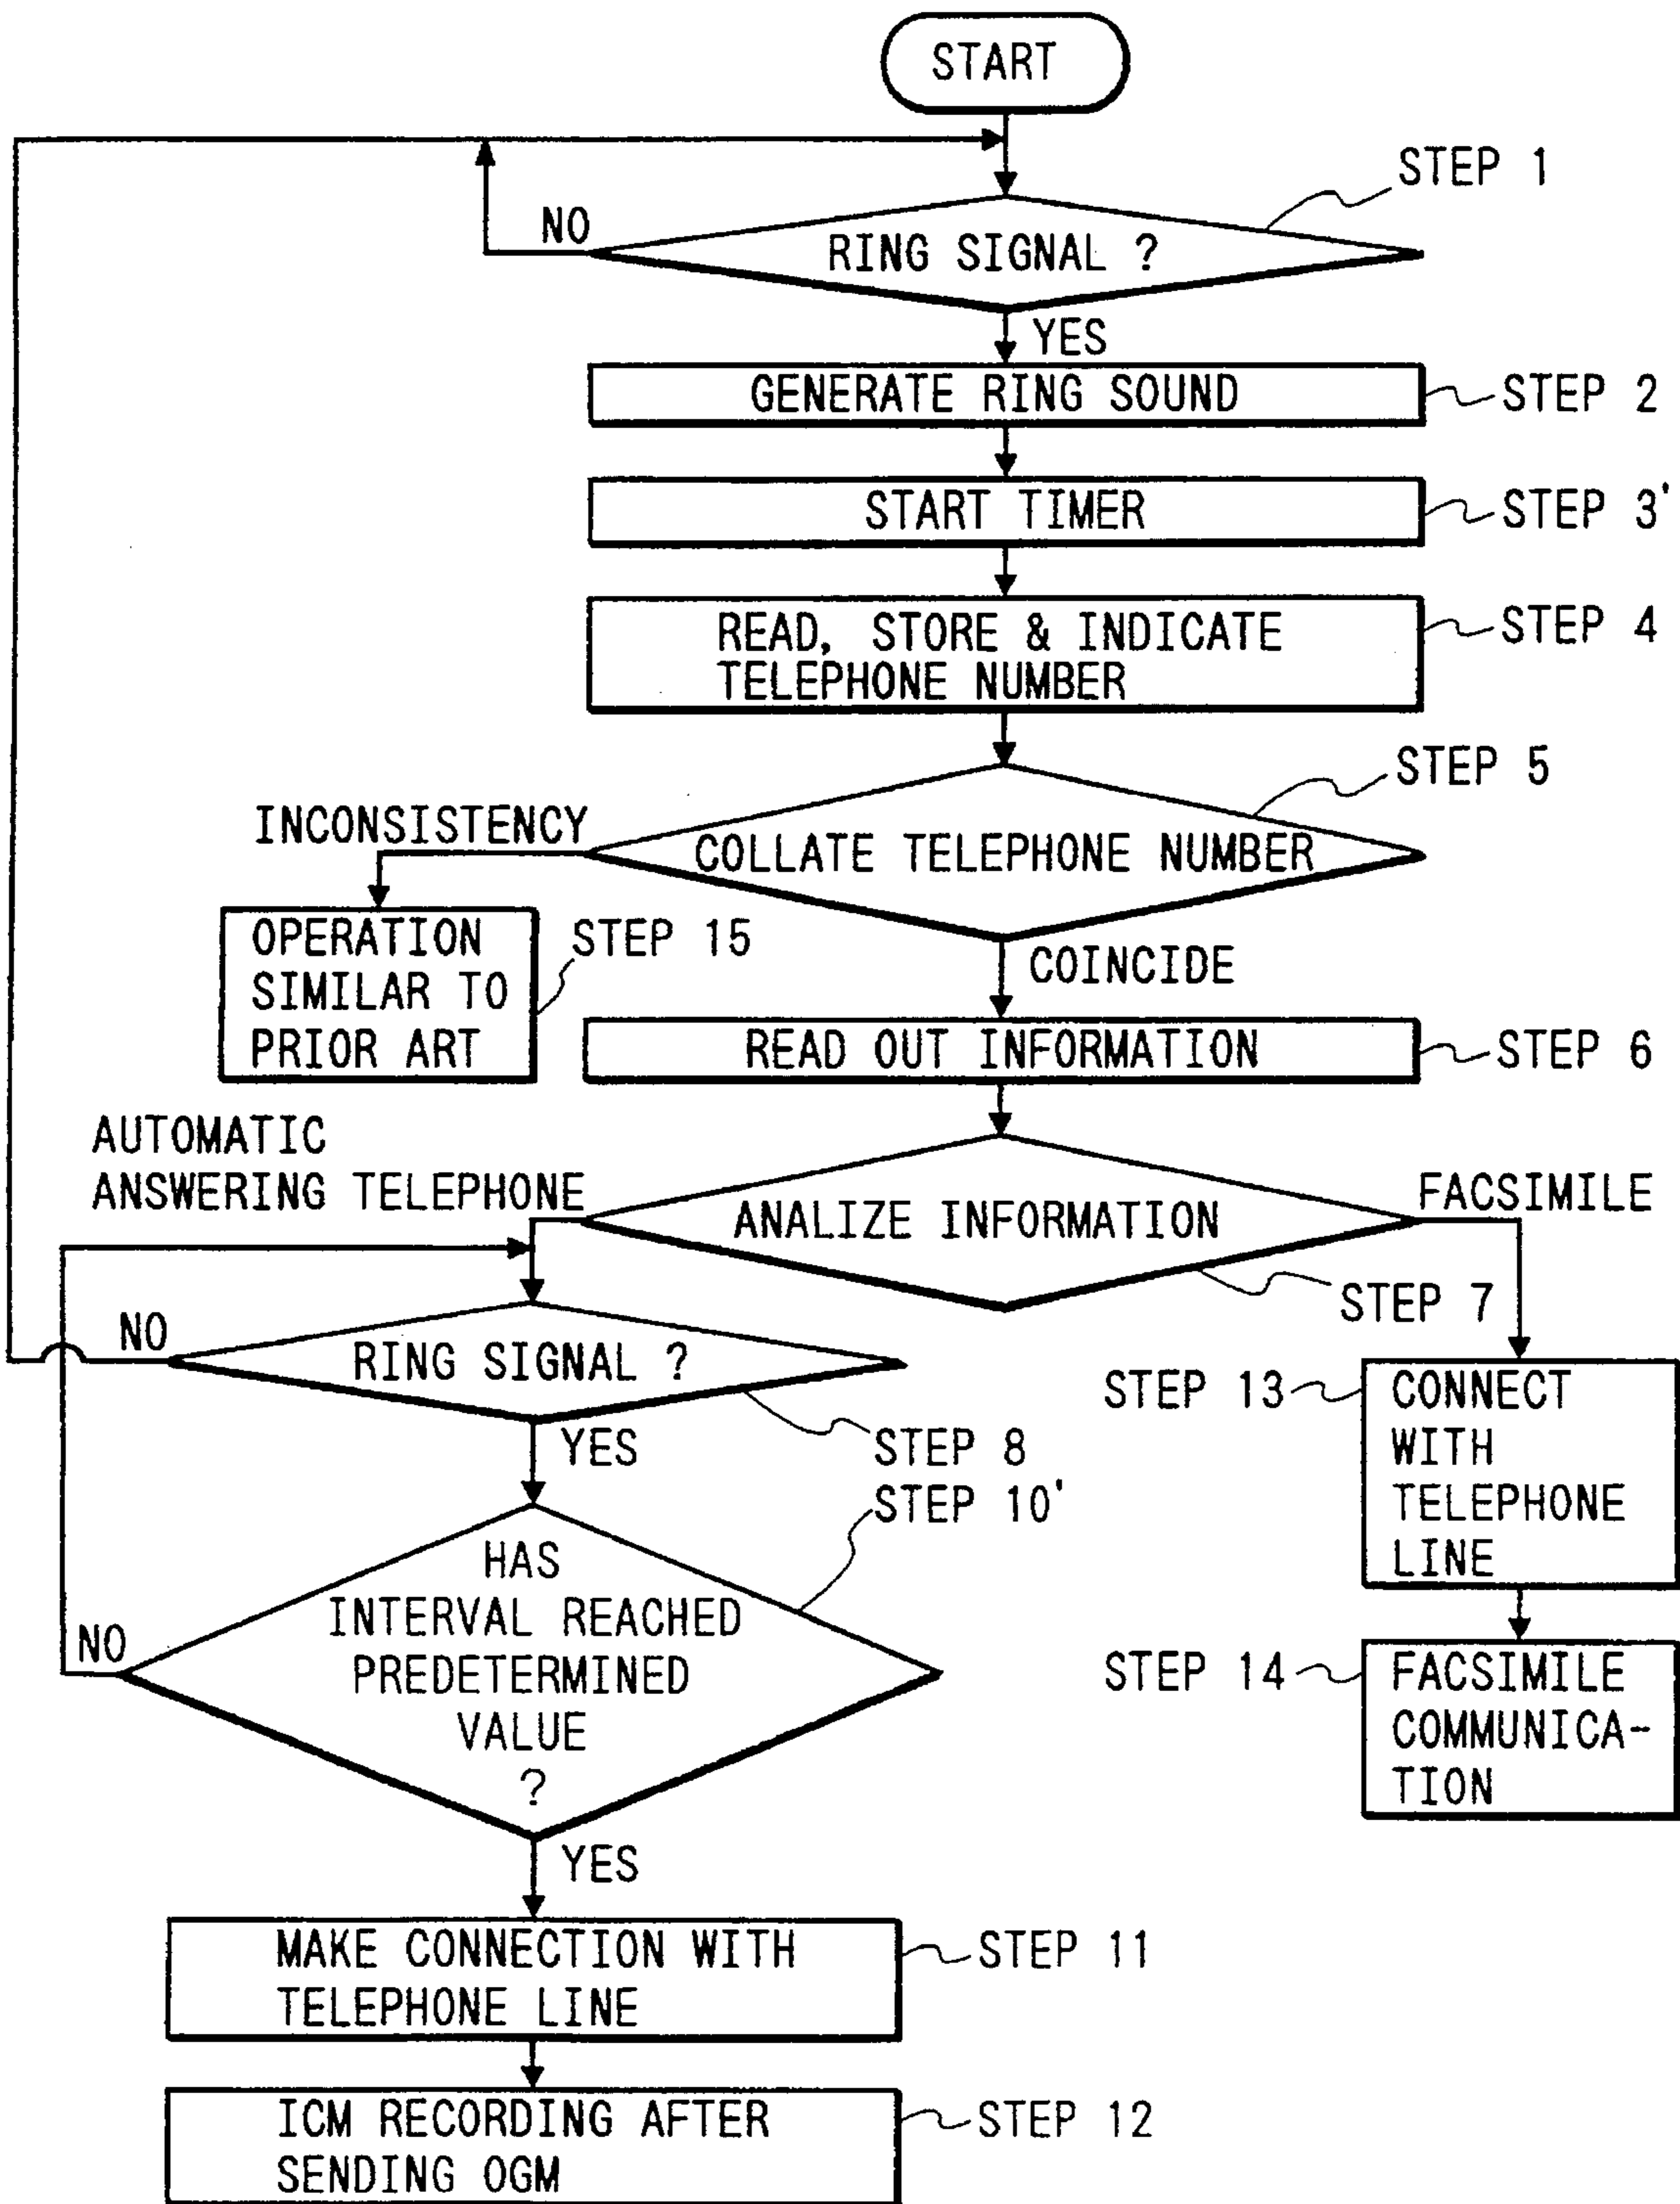 START
STEP 1
NO
RING SIGNAL ?
YES
GENERATE RING SOUND
STEP 2
START TIMER
STEP 3'
READ, STORE & INDICATE
TELEPHONE NUMBER
STEP 4
STEP 5
INCONSISTENCY
COLLATE TELEPHONE NUMBER
OPERATION
SIMILAR TO
PRIOR ART
STEP 15
COINCIDE
READ OUT INFORMATION
STEP 6
AUTOMATIC
ANSWERING TELEPHONE
ANALIZE INFORMATION
FACSIMILE
STEP 7
NO
RING SIGNAL ?
YES
STEP 8
STEP 13
CONNECT
WITH
TELEPHONE
LINE
STEP 10'
HAS
INTERVAL REACHED
PREDETERMINED
VALUE
?
NO
STEP 14
FACSIMILE
COMMUNICA-
TION
YES
MAKE CONNECTION WITH
TELEPHONE LINE
STEP 11
ICM RECORDING AFTER
SENDING OGM
STEP 12